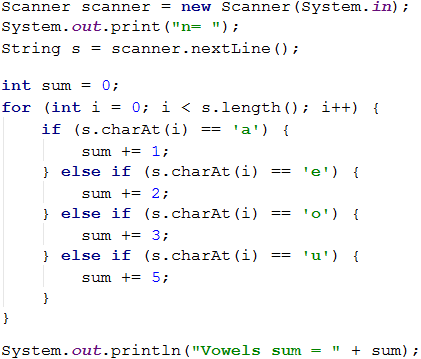 Scanner scanner = new Scanner(System.in);
System.out.print("n= ");
String s = scanner.nextLine();
int sum = 0;
for (int i = 0; i < s.length(); i++) {
if (s.charAt(i) == 'a') {
sum += 1;
} else if (s.charAt(i) == 'e') {
sum += 2;
} else if (s.charAt(i) == 'o') {
sum += 3;
} else if (s.charAt(i) == 'u') {
sum += 5;
}
}
System.out.println("Vowels sum = " + sum);